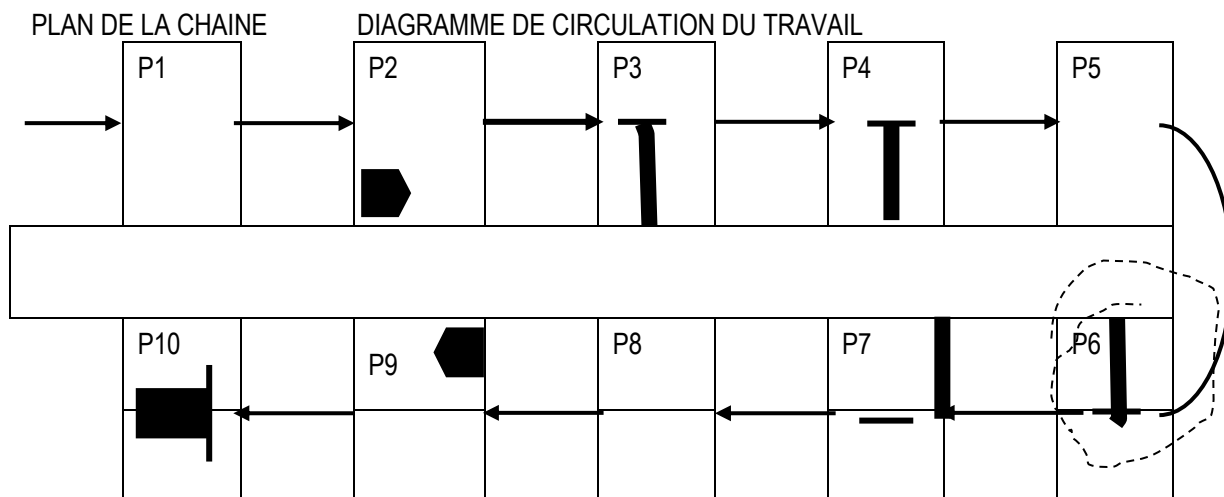 PLAN DE LA CHAINE DIAGRAMME DE CIRCULATION DU TRAVAIL
P1 P2 P3 P4 P5
P10 P9 P8 P7 P6